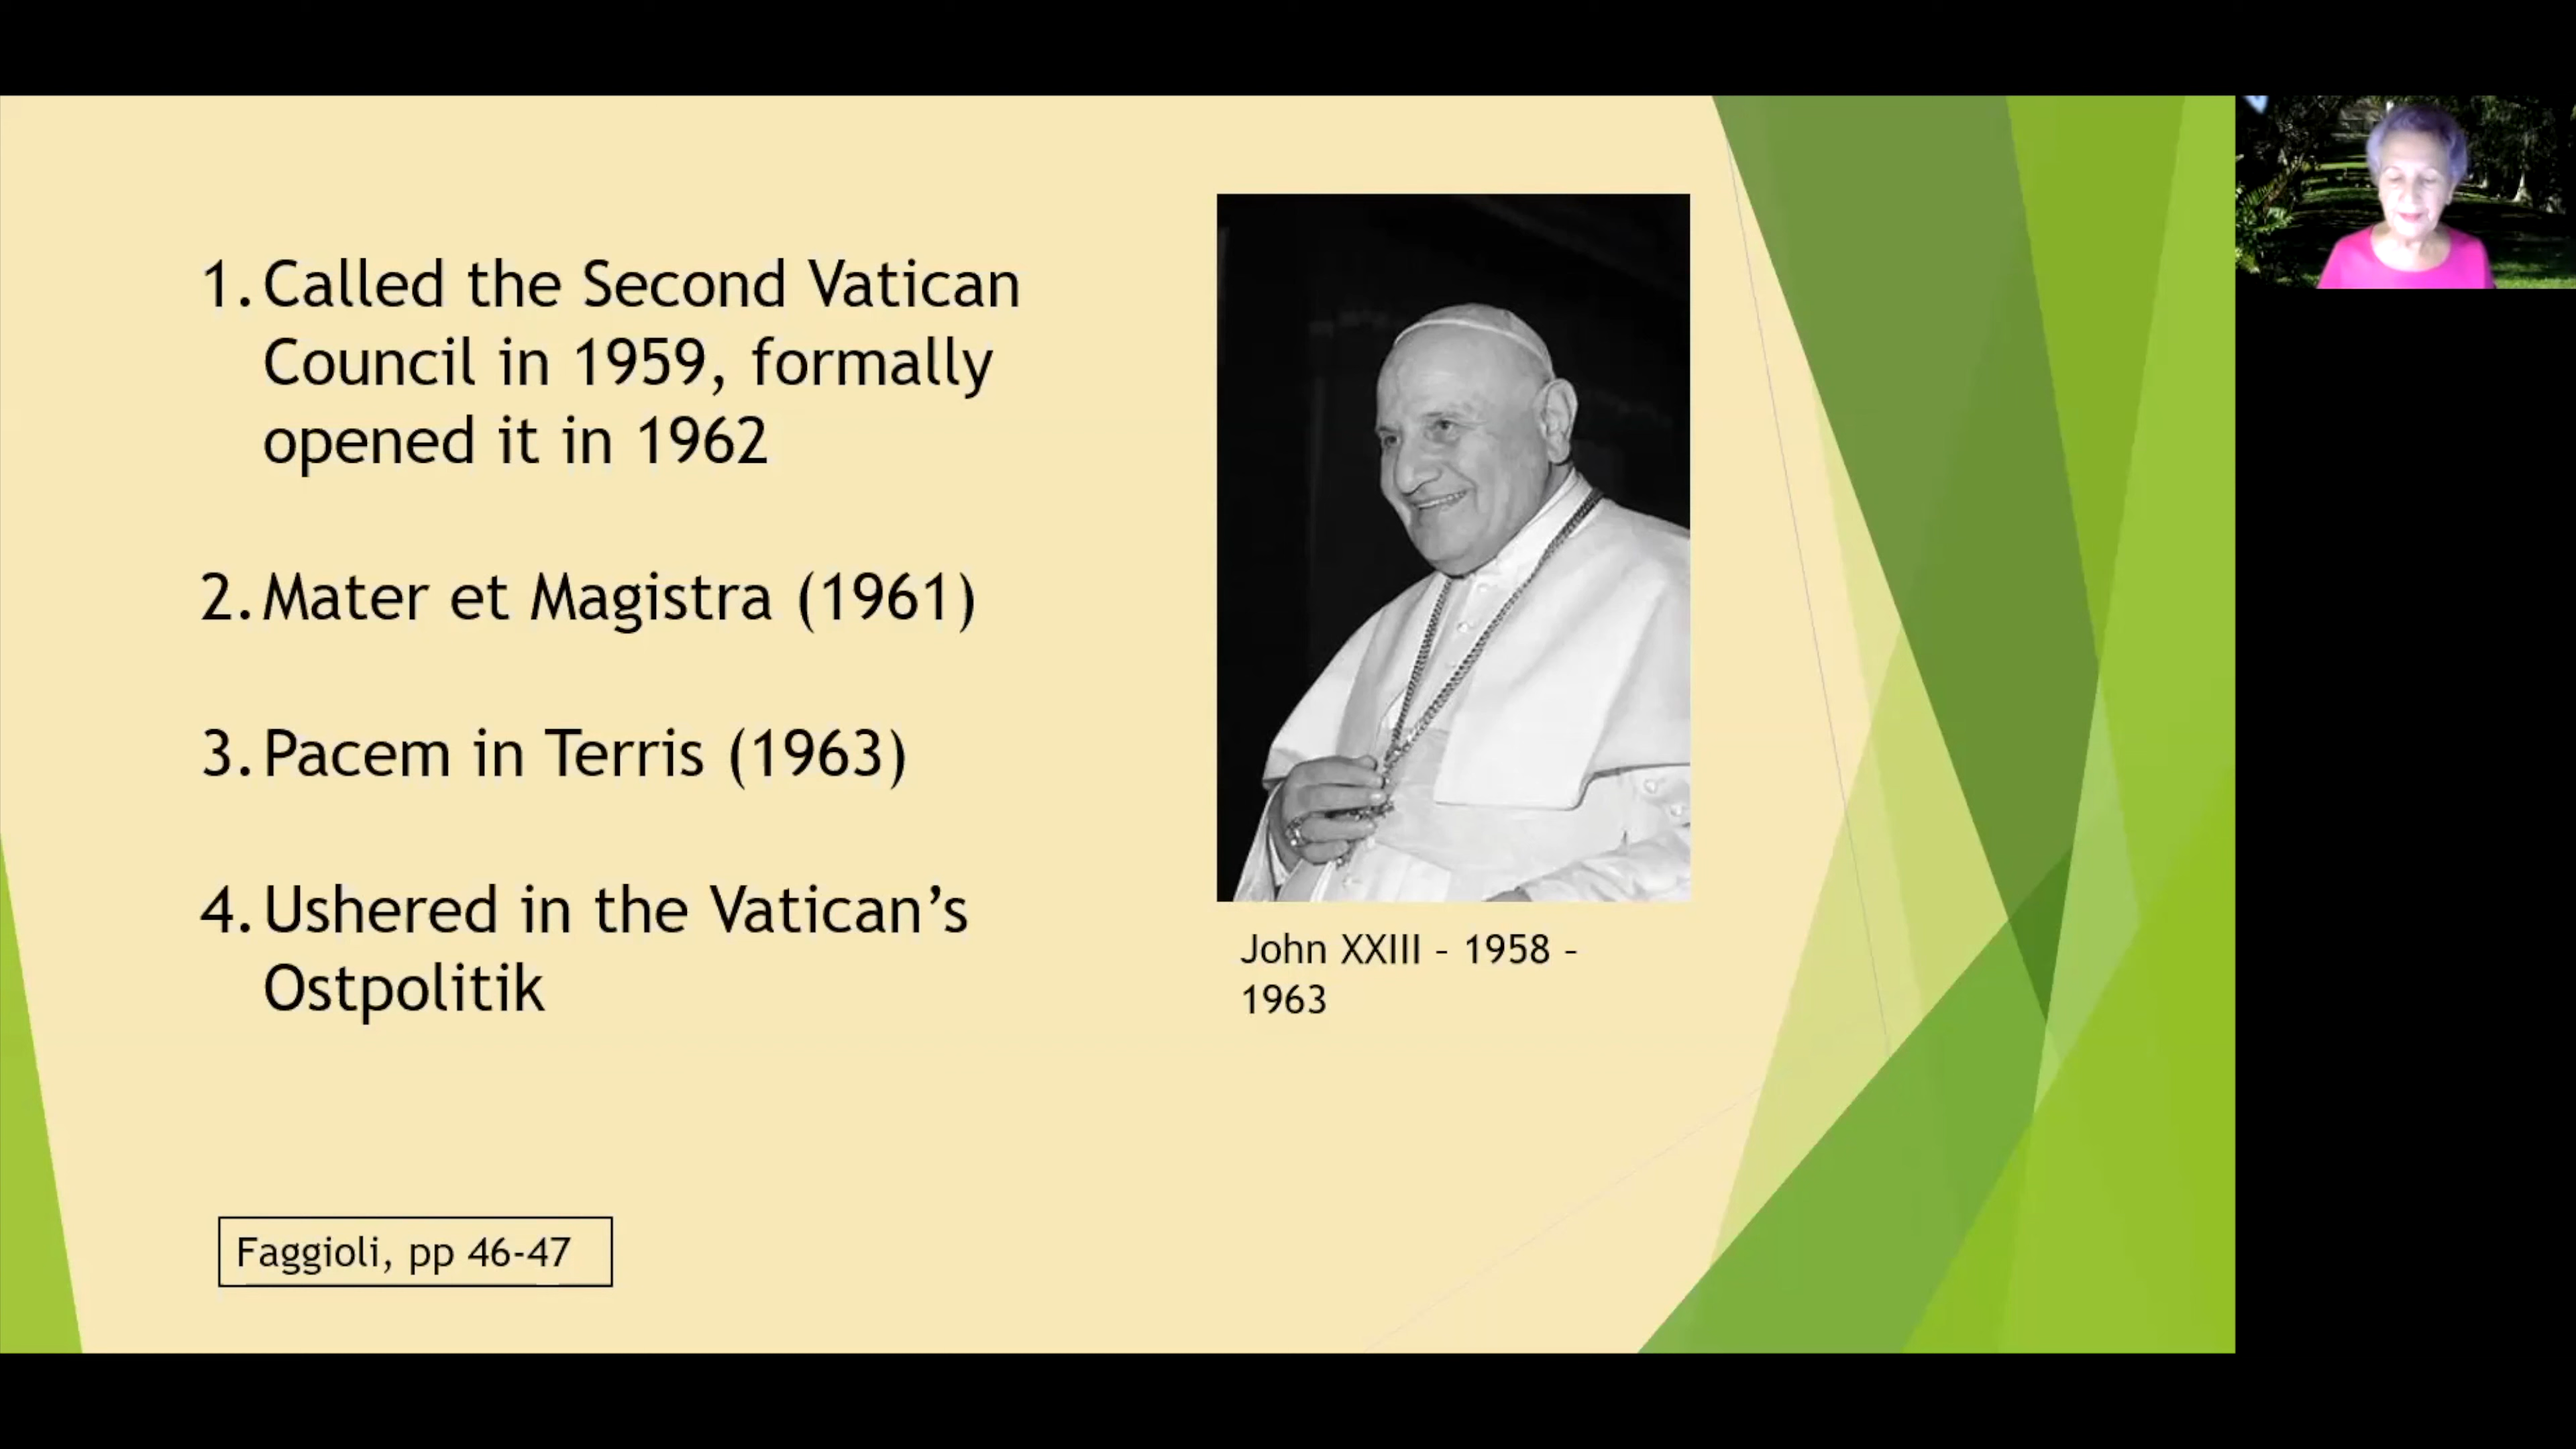 1. Called the Second Vatican
Council in 1959, formally
opened it in 1962
2. Mater et Magistra (1961)
3. Pacem in Terris (1963)
4. Ushered in the Vatican’s
Ostpolitik
John XXIII - 1958 -
1963
Faggioli, pp 46-47